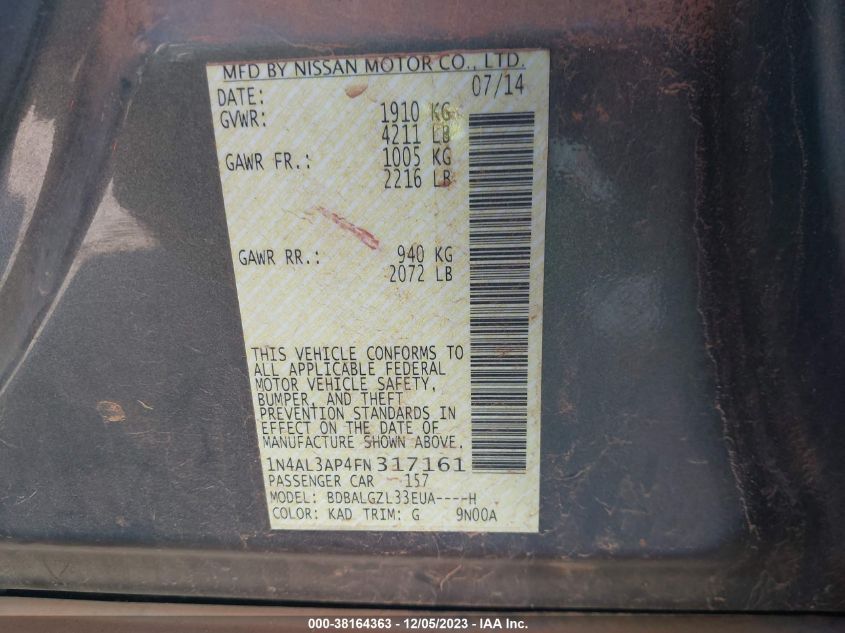 MFD BY NISSAN MOTOR CO., LTD.
DATE: 07/14
GVWR: 1910 KG
4211 LB
GAWR FR.: 1005 KG
2216 LB
GAWR RR.: 940 KG
2072 LB
THIS VEHICLE CONFORMS TO
ALL APPLICABLE FEDERAL
MOTOR VEHICLE SAFETY,
BUMPER, AND THEFT
PREVENTION STANDARDS IN
EFFECT ON THE DATE OF
MANUFACTURE SHOWN ABOVE.
1N4AL3AP4FN317161
PASSENGER CAR 157
MODEL: BDBALGZL33EUA----H
COLOR: KAD TRIM: G 9N00A
000-38164363 - 12/05/2023 - IAA Inc.